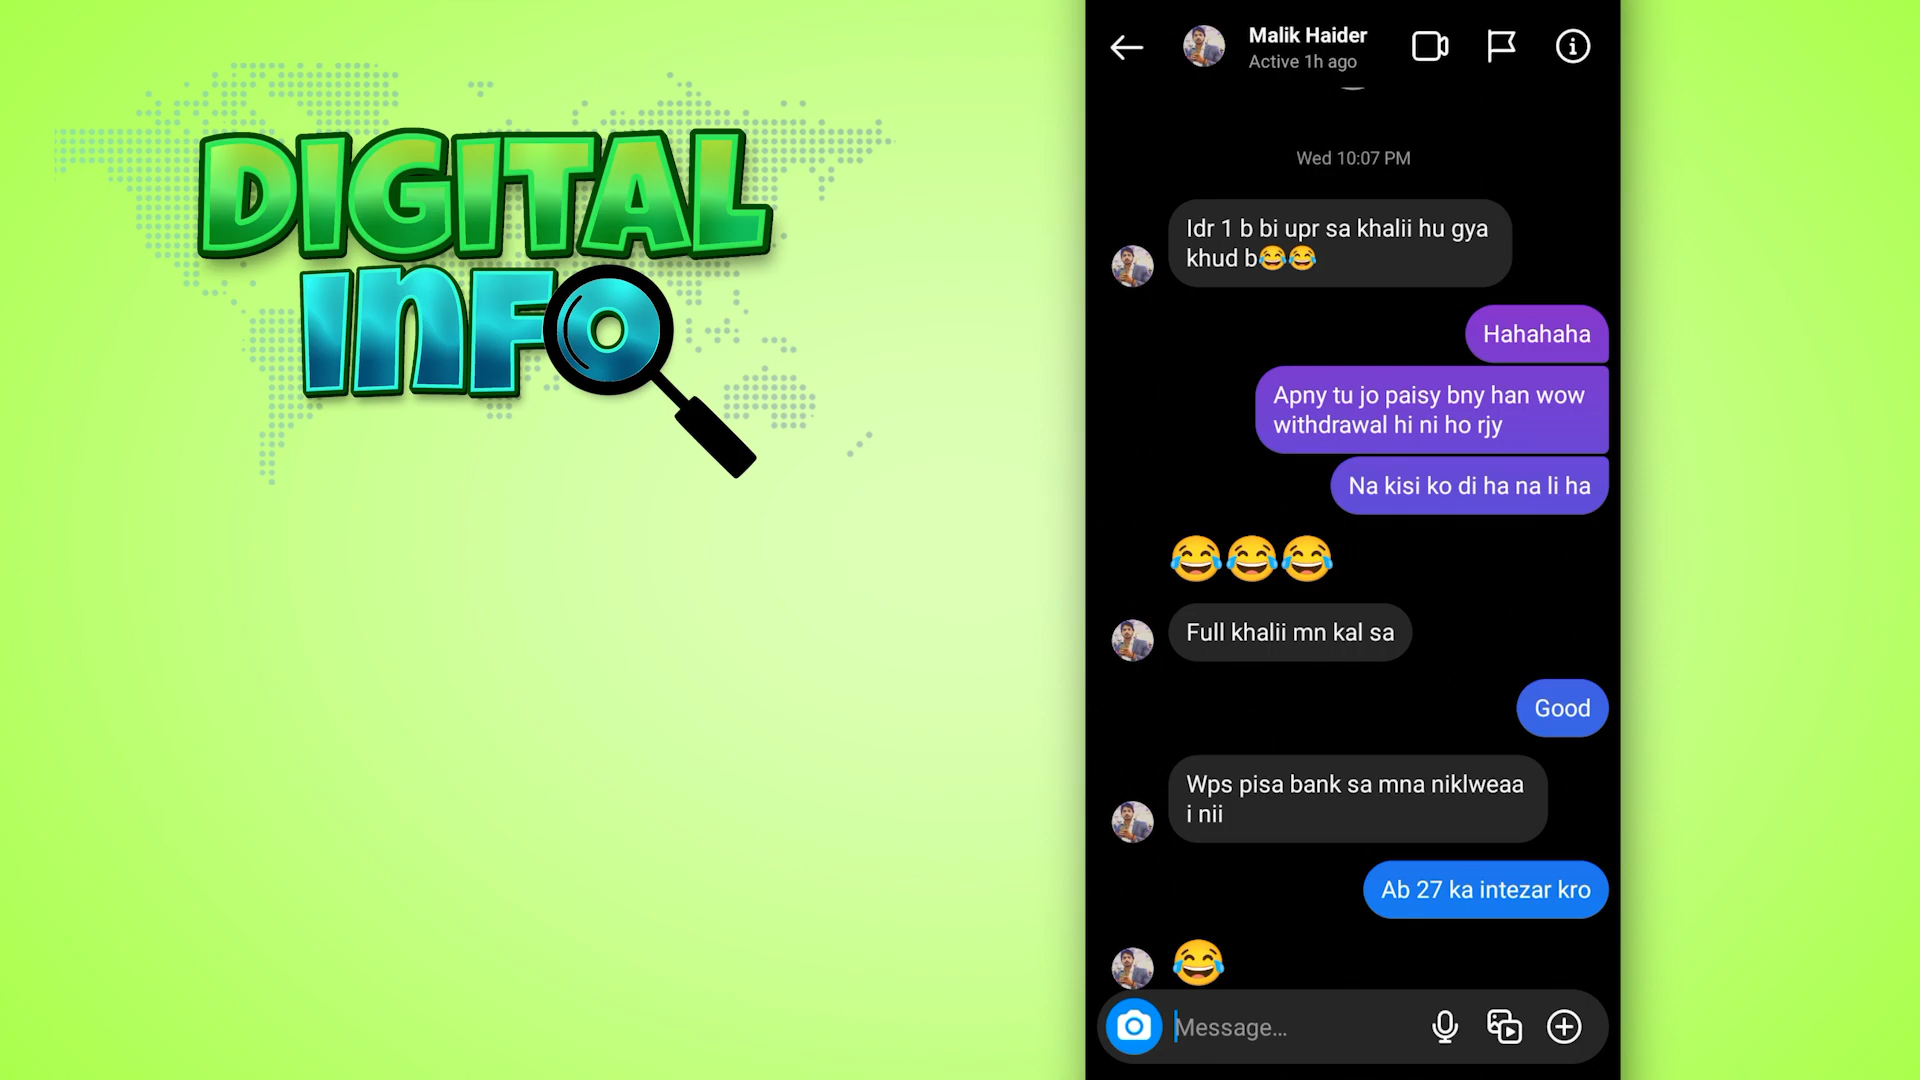 DIGITAL
INFO
Malik Haider
Active 1h ago
Wed 10:07 PM
Idr 1 b bi upr sa khalii hu gya
khud b😂😂
Hahahaha
Apny tu jo paisy bny han wow
withdrawal hi ni ho rjy
Na kisi ko di ha na li ha
😂😂😂
Full khalii mn kal sa
Good
Wps pisa bank sa mna niklweaa
i nii
Ab 27 ka intezar kro
😂
Message...